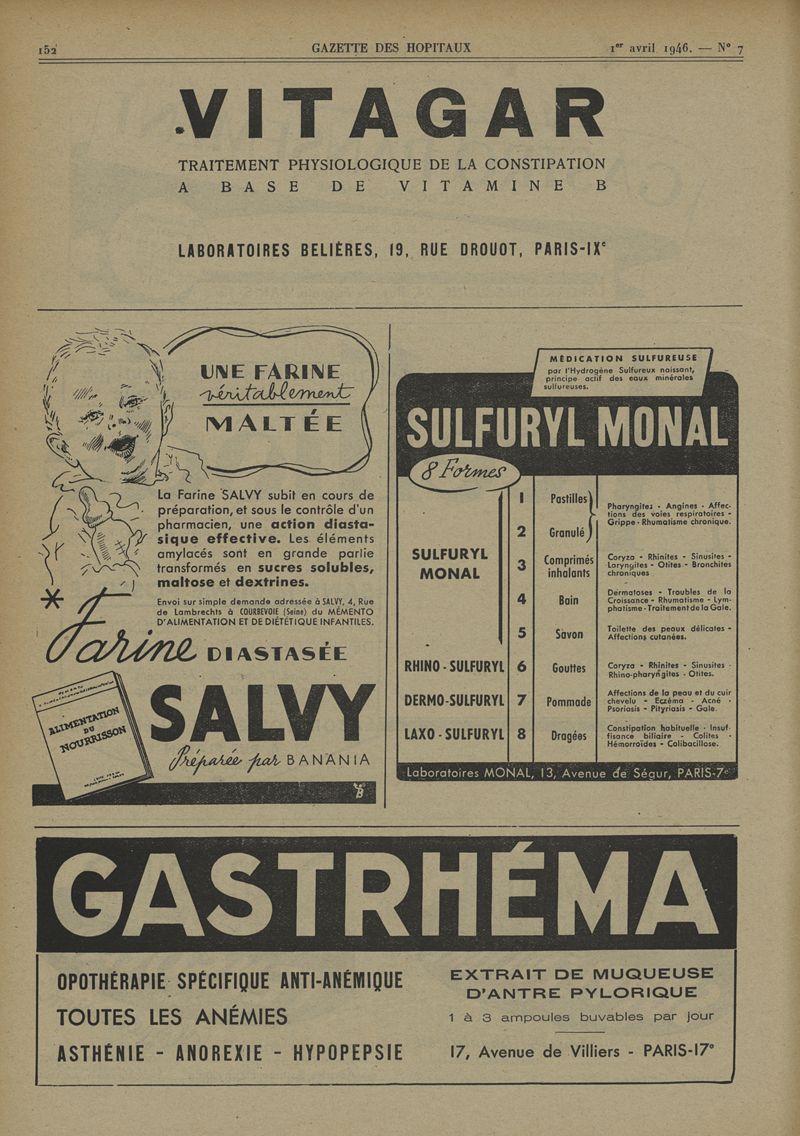 152
GAZETTE DES HOPITAUX
1er avril 1946. — N° 7
VITAGAR
TRAITEMENT PHYSIOLOGIQUE DE LA CONSTIPATION
A BASE DE VITAMINE B
LABORATOIRES BELIÈRES, 19, RUE DROUOT, PARIS-IXe
UNE FARINE
véritablement
MALTÉE
La Farine SALVY subit en cours de
préparation, et sous le contrôle d'un
pharmacien, une action diasta-
sique effective. Les éléments
amylacés sont en grande partie
transformés en sucres solubles,
maltose et dextrines.
Envoi sur simple demande adressée à SALVY, 4, Rue
de Lambrechts à COURBEVOIE (Seine) du MÉMENTO
D'ALIMENTATION ET DE DIÉTÉTIQUE INFANTILES.
Farine DIASTASÉE
SALVY
Préparée par BANANIA
ALIMENTATION
DU
NOURRISSON
MÉDICATION SULFUREUSE
par l'Hydrogène Sulfureux naissant,
principe actif des eaux minérales
sulfureuses.
SULFURYL MONAL
8 Formes
SULFURYL
MONAL
1 Pastilles
2 Granulé
Pharyngites - Angines - Affec-
tions des voies respiratoires -
Grippe - Rhumatisme chronique.
3 Comprimés
inhalants
Coryza - Rhinites - Sinusites -
Laryngites - Otites - Bronchites
chroniques
4 Bain
Dermatoses - Troubles de la
Croissance - Rhumatisme - Lym-
phatisme - Traitement de la Gale.
5 Savon
Toilette des peaux délicates -
Affections cutanées.
RHINO-SULFURYL 6 Gouttes
Coryza - Rhinites - Sinusites -
Rhino-pharyngites - Otites.
DERMO-SULFURYL 7 Pommade
Affections de la peau et du cuir
chevelu - Eczéma - Acné -
Psoriasis - Pityriasis - Gale.
LAXO-SULFURYL 8 Dragées
Constipation habituelle - Insuf-
fisance biliaire - Colites -
Hémorroïdes - Colibacillose.
Laboratoires MONAL, 13, Avenue de Ségur, PARIS-7e
GASTRHÉMA
OPOTHÉRAPIE SPÉCIFIQUE ANTI-ANÉMIQUE
TOUTES LES ANÉMIES
ASTHÉNIE - ANOREXIE - HYPOPEPSIE
EXTRAIT DE MUQUEUSE
D'ANTRE PYLORIQUE
1 à 3 ampoules buvables par jour
17, Avenue de Villiers - PARIS-17e